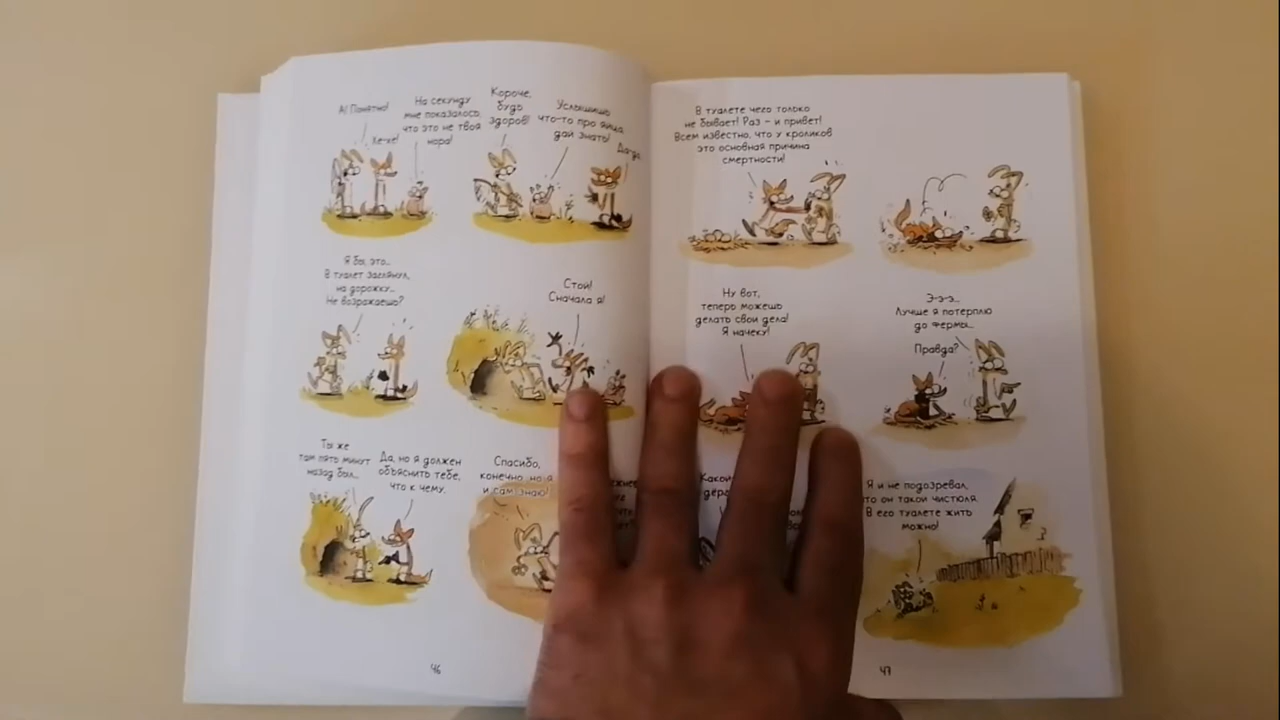 А! Понятно!
Хе-хе!
На секунду
мне показалось,
что это не твоя
нора!
Короче,
будь
здоров!
Услышишь
что-то про яйца,
дай знать!
Да-да.
Я бы, это...
В туалет заглянул,
на дорожку...
Не возражаешь?
Стой!
Сначала я!
Ты же
там пять минут
назад был...
Да, но я должен
объяснить тебе,
что к чему.
Спасибо,
конечно, но я
и сам знаю!
46
В туалете чего только
не бывает! Раз – и привет!
Всем известно, что у кроликов
это основная причина
смертности!
Ну вот,
теперь можешь
делать свои дела!
Я начеку!
Э-э-э...
Лучше я потерплю
до фермы...
Правда?
Я и не подозревал,
что он такой чистюля.
В его туалете жить
можно!
47